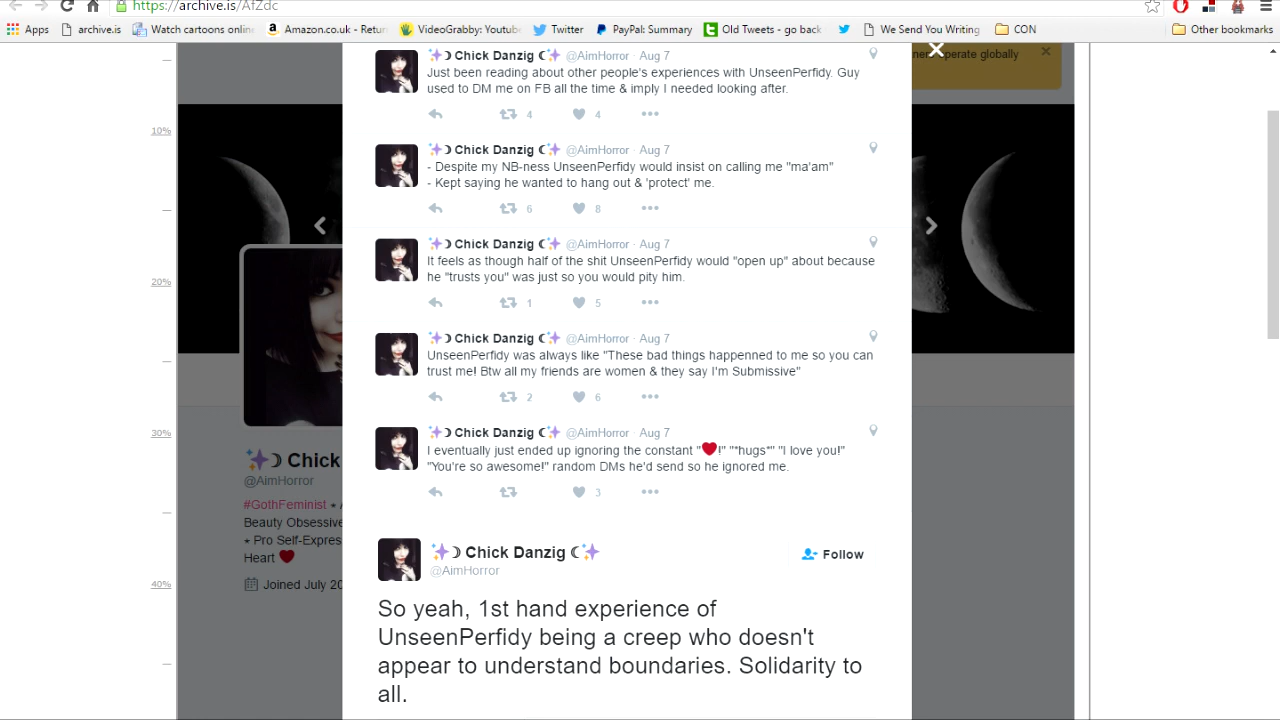 https://archive.is/AfZdc
Apps archive.is Watch cartoons online Amazon.co.uk - Return VideoGrabby: Youtube Twitter PayPal: Summary Old Tweets - go back We Send You Writing CON Other bookmarks
operate globally
10%
20%
30%
40%
Chick Danzig @AimHorror · Aug 7
Just been reading about other people's experiences with UnseenPerfidy. Guy
used to DM me on FB all the time & imply I needed looking after.
4 4
Chick Danzig @AimHorror · Aug 7
- Despite my NB-ness UnseenPerfidy would insist on calling me "ma'am"
- Kept saying he wanted to hang out & 'protect' me.
6 8
Chick Danzig @AimHorror · Aug 7
It feels as though half of the shit UnseenPerfidy would "open up" about because
he "trusts you" was just so you would pity him.
1 5
Chick Danzig @AimHorror · Aug 7
UnseenPerfidy was always like "These bad things happenned to me so you can
trust me! Btw all my friends are women & they say I'm Submissive"
2 6
Chick Danzig @AimHorror · Aug 7
I eventually just ended up ignoring the constant "❤!" "*hugs*" "I love you!"
"You're so awesome!" random DMs he'd send so he ignored me.
3
Chick
@AimHorror
#GothFeminist
Beauty Obsessive
Pro Self-Expres
Heart ❤
Joined July 20
Chick Danzig
@AimHorror
Follow
So yeah, 1st hand experience of
UnseenPerfidy being a creep who doesn't
appear to understand boundaries. Solidarity to
all.